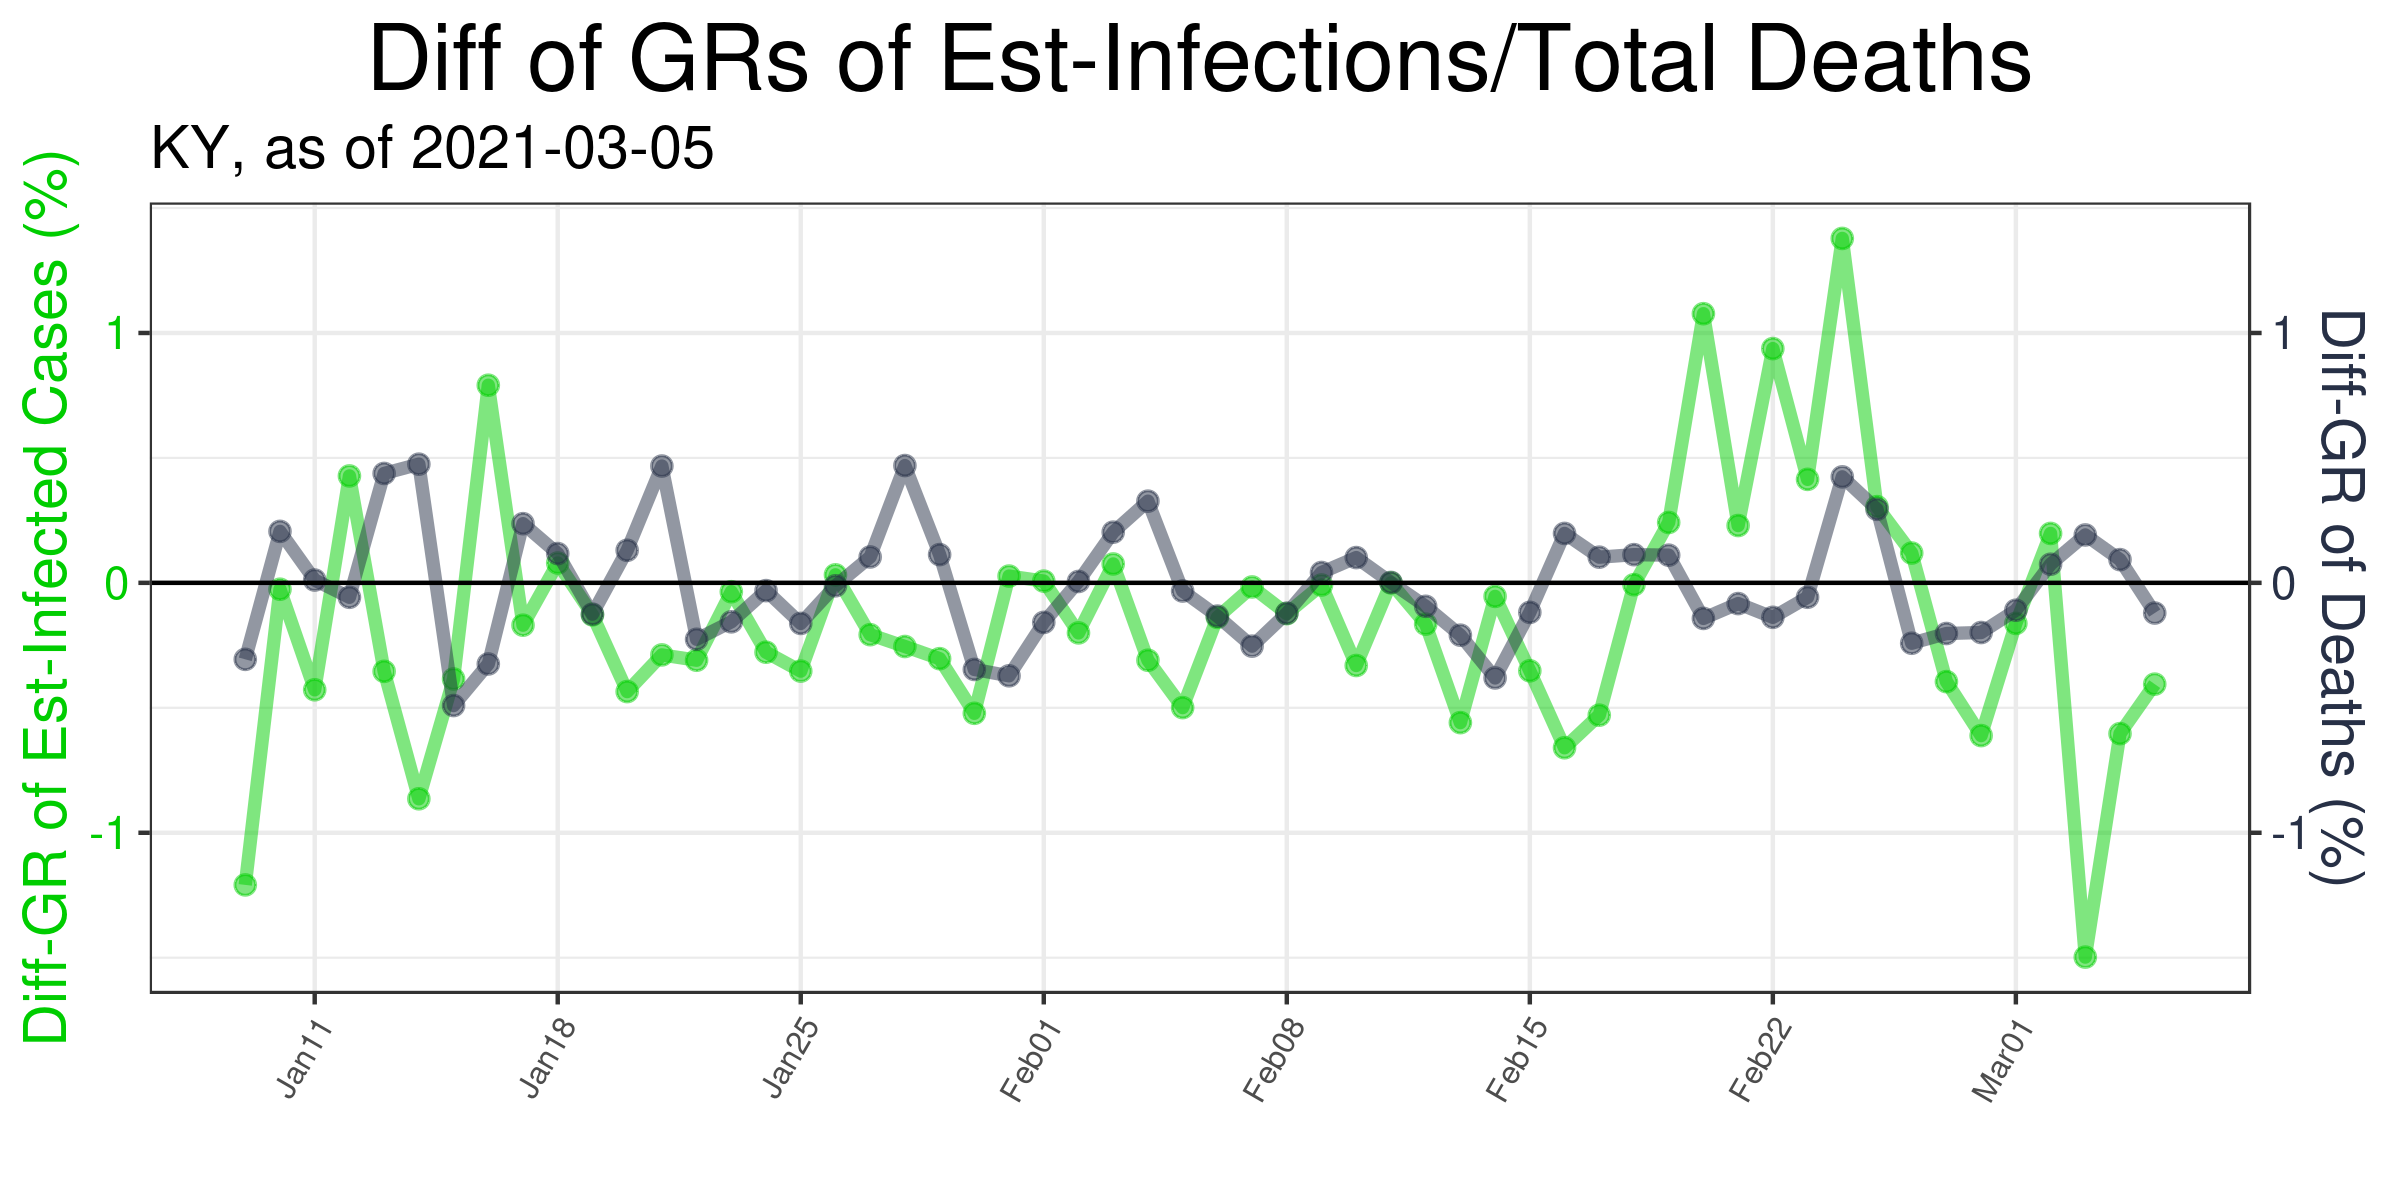 Diff of GRs of Est-Infections/Total Deaths
KY, as of 2021-03-05
Diff-GR of Est-Infected Cases (%)
1
0
-1
1
0
-1
Diff-GR of Deaths (%)
Jan11
Jan18
Jan25
Feb01
Feb08
Feb15
Feb22
Mar01